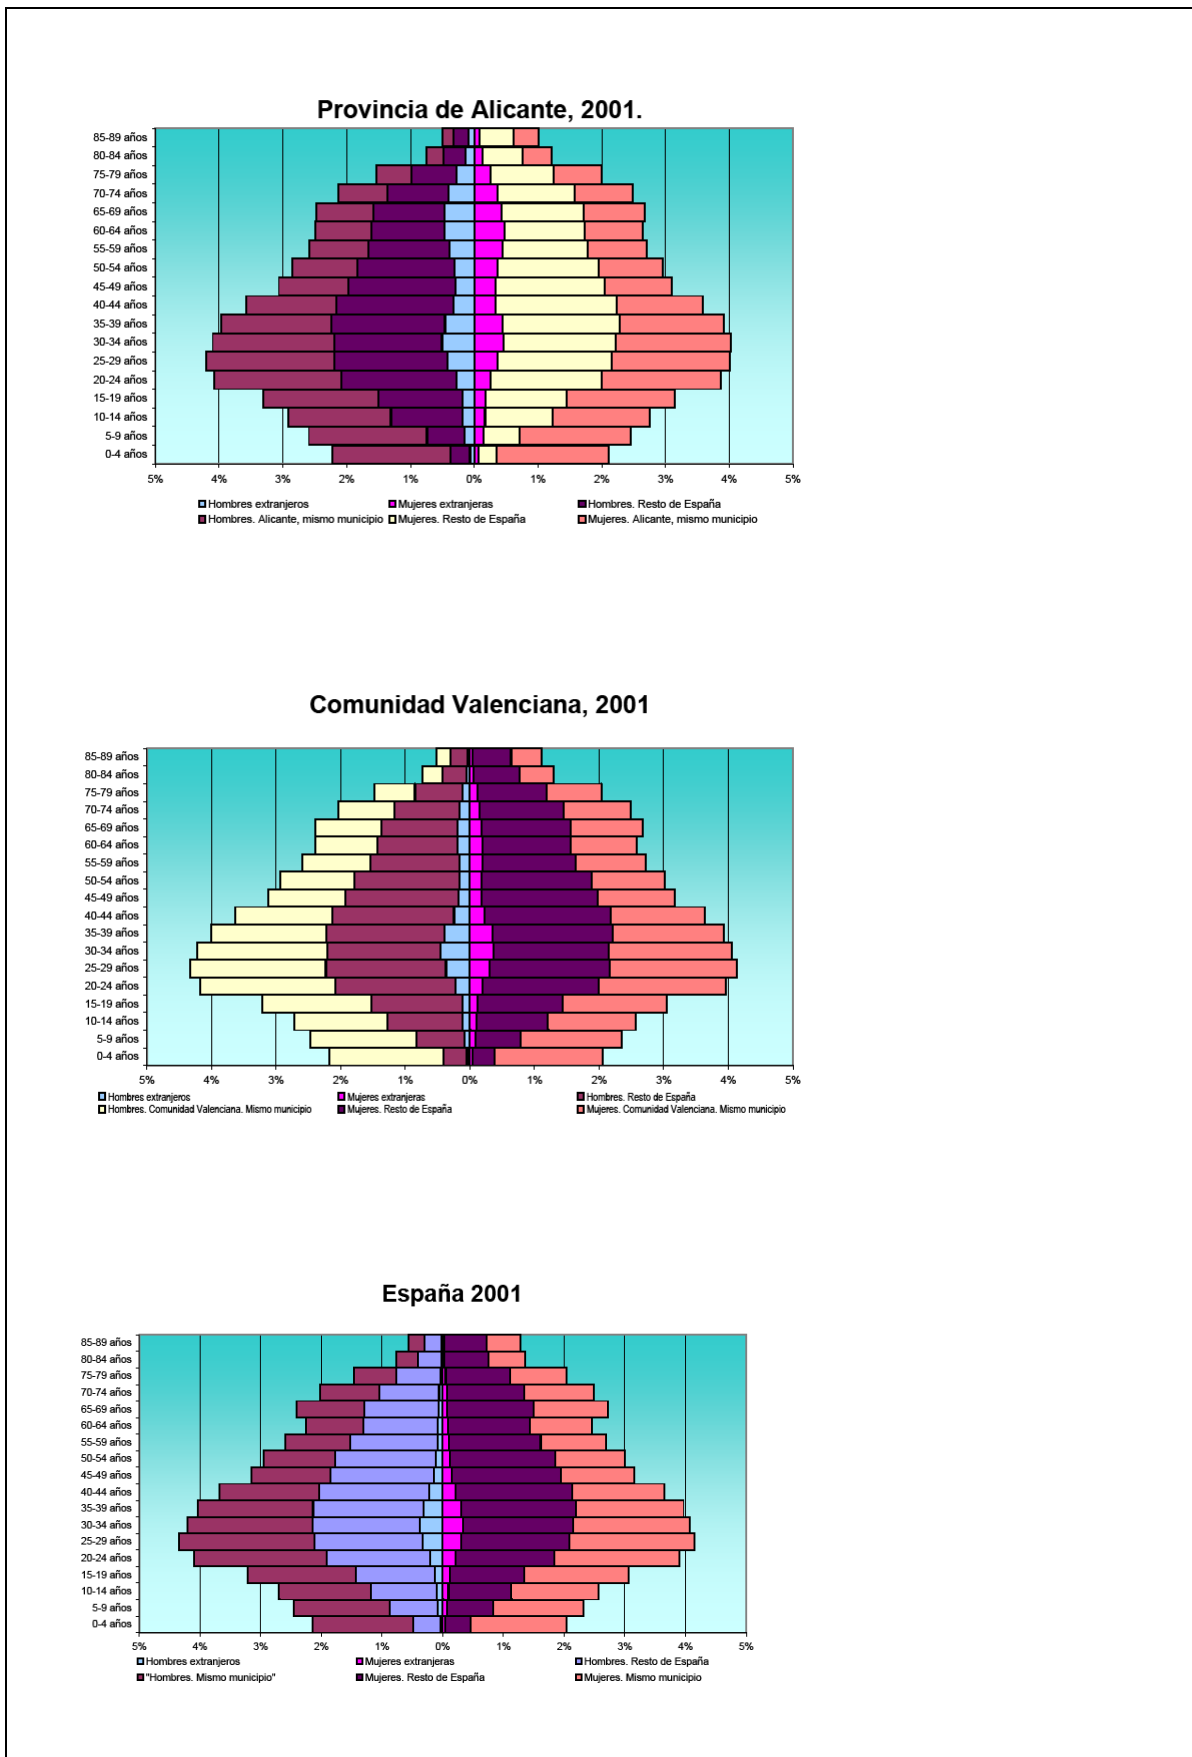 Provincia de Alicante, 2001.
85-89 años
80-84 años
75-79 años
70-74 años
65-69 años
60-64 años
55-59 años
50-54 años
45-49 años
40-44 años
35-39 años
30-34 años
25-29 años
20-24 años
15-19 años
10-14 años
5-9 años
0-4 años
5% 4% 3% 2% 1% 0% 1% 2% 3% 4% 5%
Hombres extranjeros Mujeres extranjeras Hombres. Resto de España
Hombres. Alicante, mismo municipio Mujeres. Resto de España Mujeres. Alicante, mismo municipio
Comunidad Valenciana, 2001
85-89 años
80-84 años
75-79 años
70-74 años
65-69 años
60-64 años
55-59 años
50-54 años
45-49 años
40-44 años
35-39 años
30-34 años
25-29 años
20-24 años
15-19 años
10-14 años
5-9 años
0-4 años
5% 4% 3% 2% 1% 0% 1% 2% 3% 4% 5%
Hombres extranjeros Mujeres extranjeras Hombres. Resto de España
Hombres. Comunidad Valenciana. Mismo municipio Mujeres. Resto de España Mujeres. Comunidad Valenciana. Mismo municipio
España 2001
85-89 años
80-84 años
75-79 años
70-74 años
65-69 años
60-64 años
55-59 años
50-54 años
45-49 años
40-44 años
35-39 años
30-34 años
25-29 años
20-24 años
15-19 años
10-14 años
5-9 años
0-4 años
5% 4% 3% 2% 1% 0% 1% 2% 3% 4% 5%
Hombres extranjeros Mujeres extranjeras Hombres. Resto de España
"Hombres. Mismo municipio" Mujeres. Resto de España Mujeres. Mismo municipio